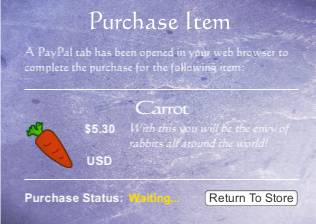 Purchase Item
A PayPal tab has been opened in your web browser to
complete the purchase for the following item:
Carrot
$5.30 With this you will be the envy of
rabbits all around the world!
USD
Purchase Status: Waiting... Return To Store